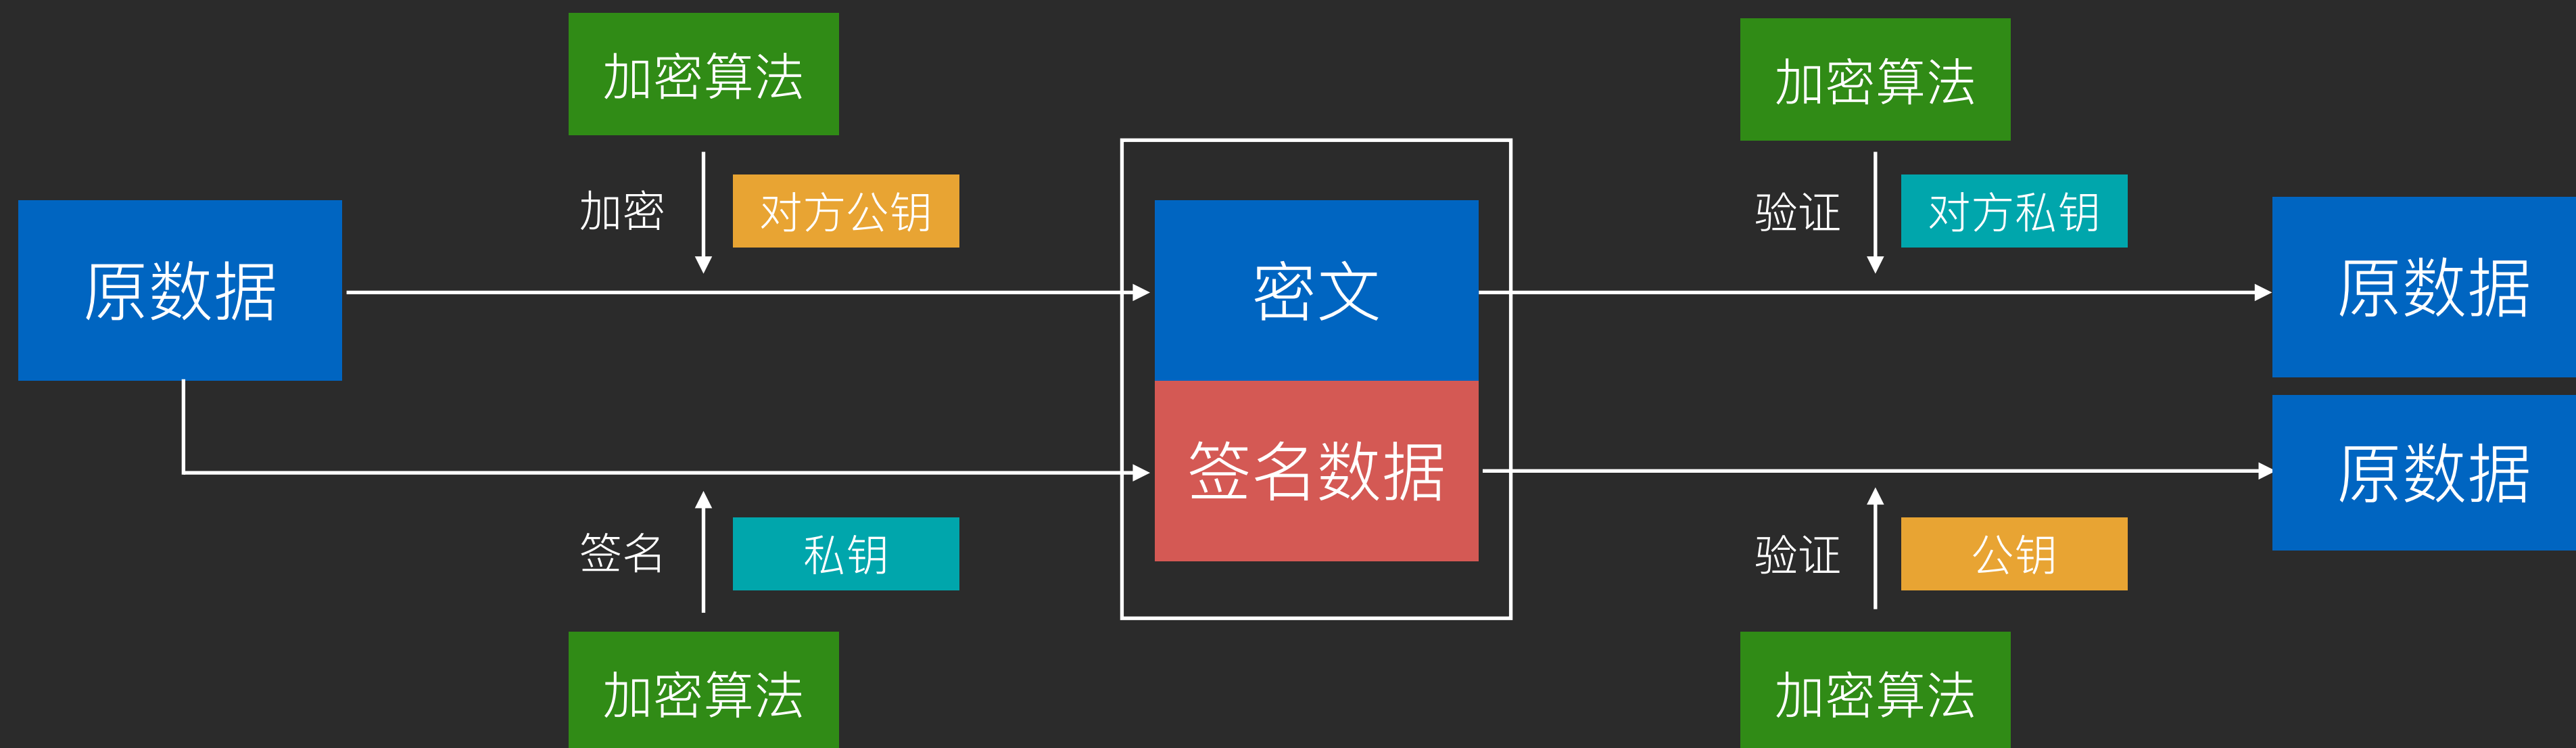 加密算法
加密算法
加密
对方公钥
验证
对方私钥
原数据
密文
原数据
签名数据
原数据
签名
私钥
验证
公钥
加密算法
加密算法